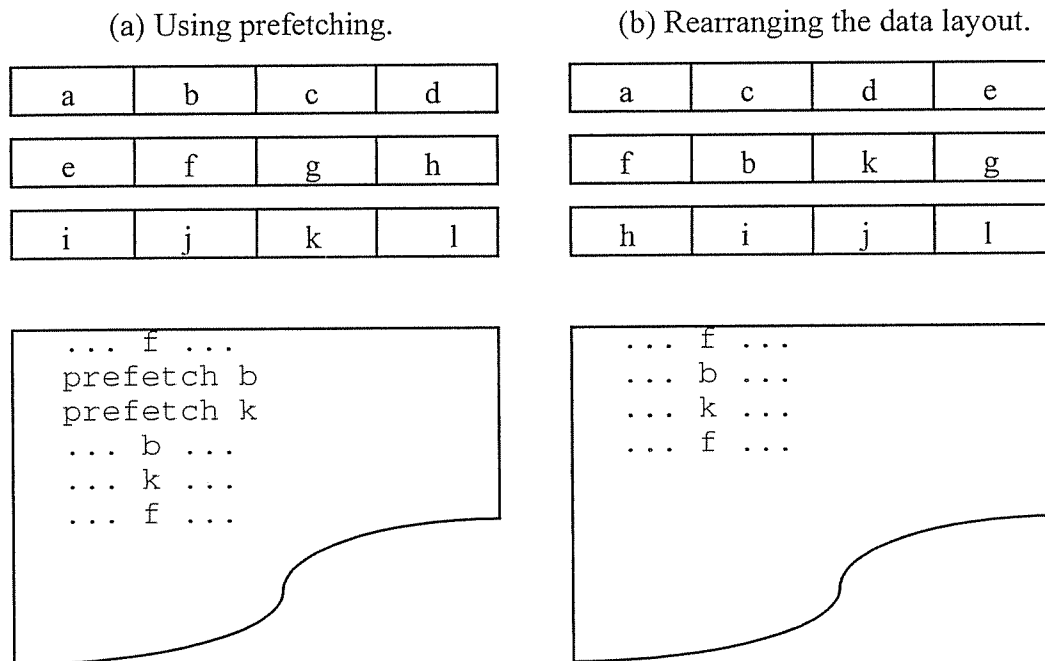 (a) Using prefetching.
a b c d
e f g h
i j k l
... f ...
prefetch b
prefetch k
... b ...
... k ...
... f ...
(b) Rearranging the data layout.
a c d e
f b k g
h i j l
... f ...
... b ...
... k ...
... f ...